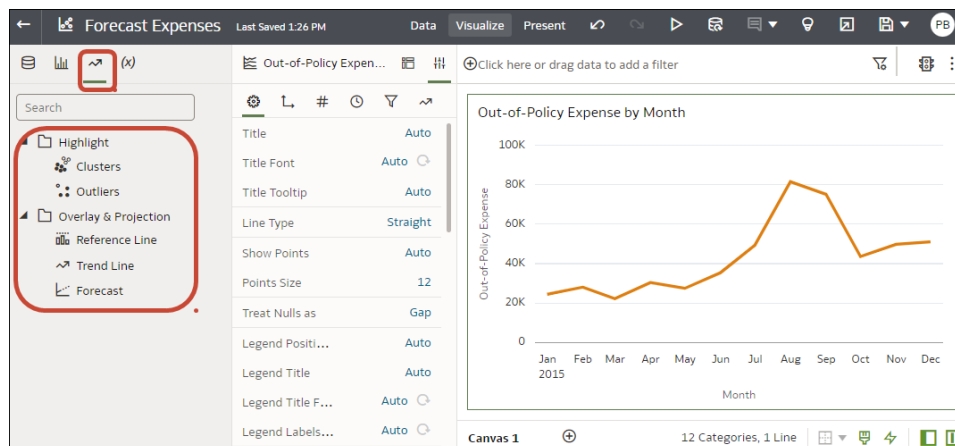 Forecast Expenses Last Saved 1:26 PM Data Visualize Present PB
(x) Out-of-Policy Expen... Click here or drag data to add a filter
Search
Highlight
Clusters
Outliers
Overlay & Projection
Reference Line
Trend Line
Forecast
#
Title Auto
Title Font Auto
Title Tooltip Auto
Line Type Straight
Show Points Auto
Points Size 12
Treat Nulls as Gap
Legend Positi... Auto
Legend Title Auto
Legend Title F... Auto
Legend Labels... Auto
Out-of-Policy Expense by Month
Out-of-Policy Expense
100K
80K
60K
40K
20K
0
Jan Feb Mar Apr May Jun Jul Aug Sep Oct Nov Dec
2015
Month
Canvas 1 12 Categories, 1 Line